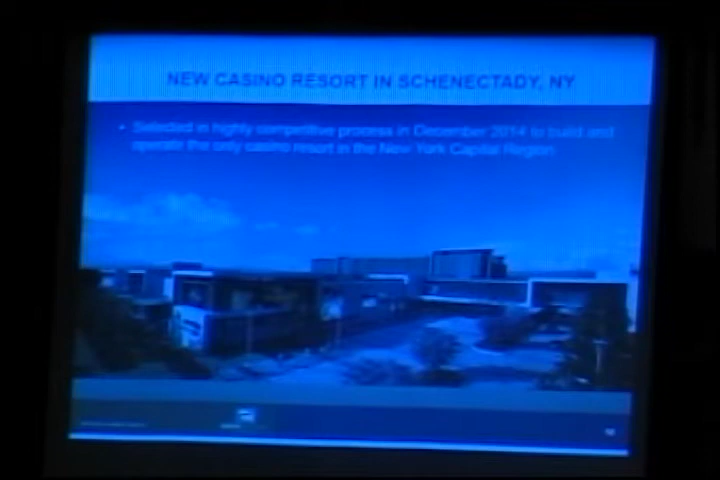 NEW CASINO RESORT IN SCHENECTADY, NY
• Selected in highly competitive process in December 2014 to build and
operate the only casino resort in the New York Capital Region